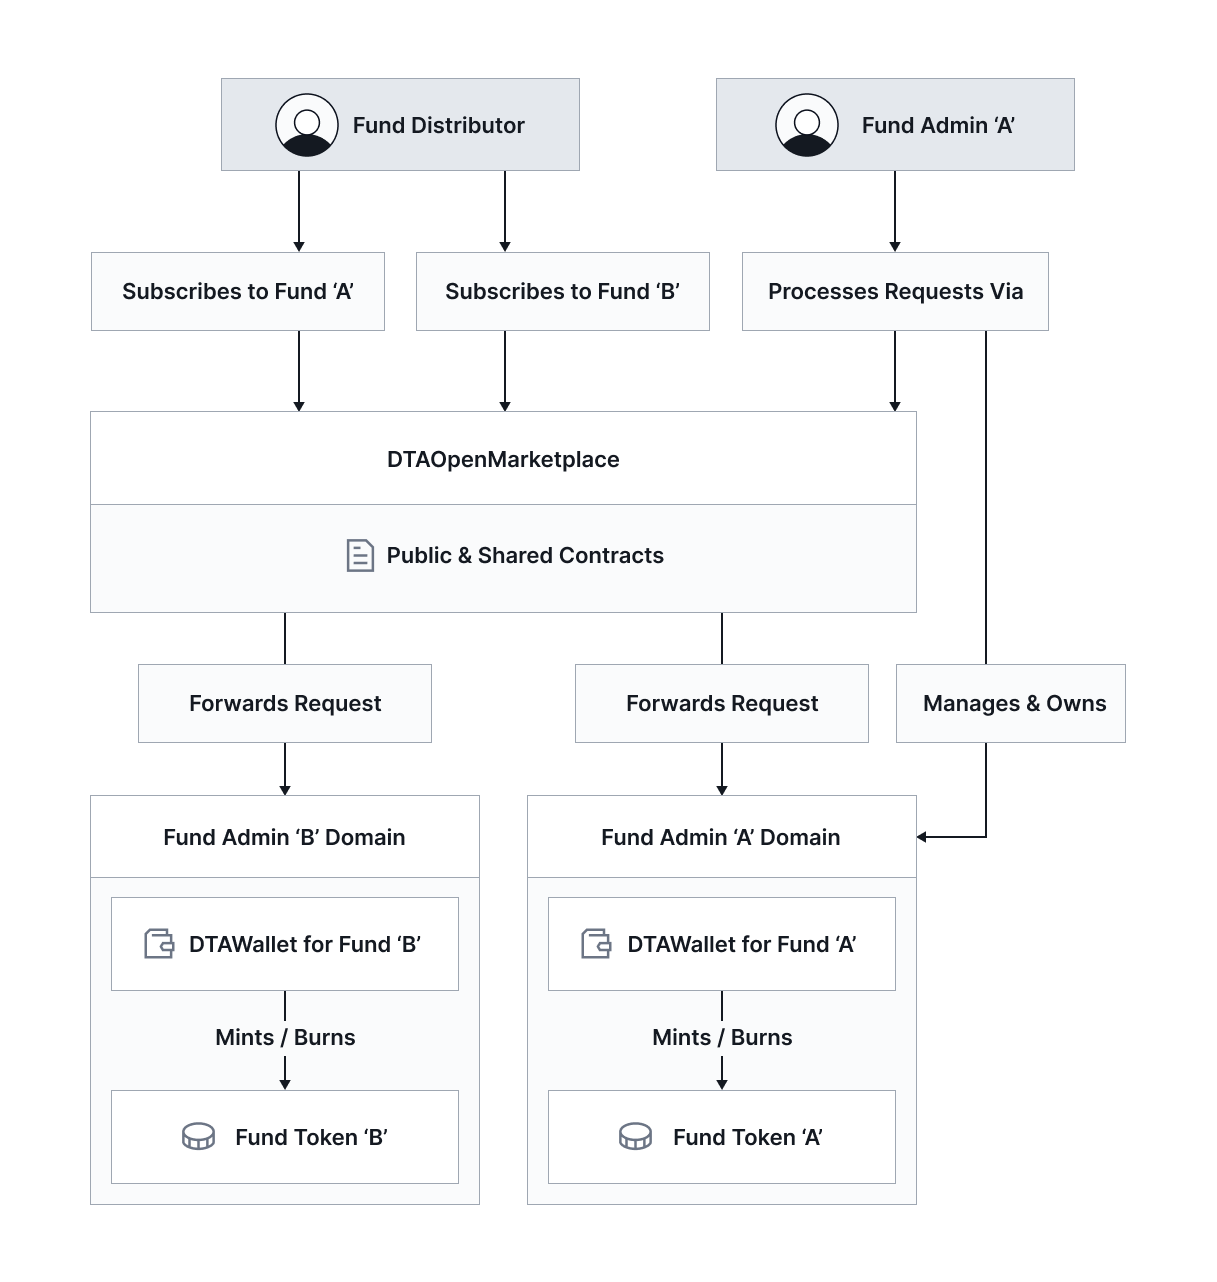 Fund Distributor
Fund Admin ‘A’
Subscribes to Fund ‘A’
Subscribes to Fund ‘B’
Processes Requests Via
DTAOpenMarketplace
Public & Shared Contracts
Forwards Request
Forwards Request
Manages & Owns
Fund Admin ‘B’ Domain
Fund Admin ‘A’ Domain
DTAWallet for Fund ‘B’
DTAWallet for Fund ‘A’
Mints / Burns
Mints / Burns
Fund Token ‘B’
Fund Token ‘A’